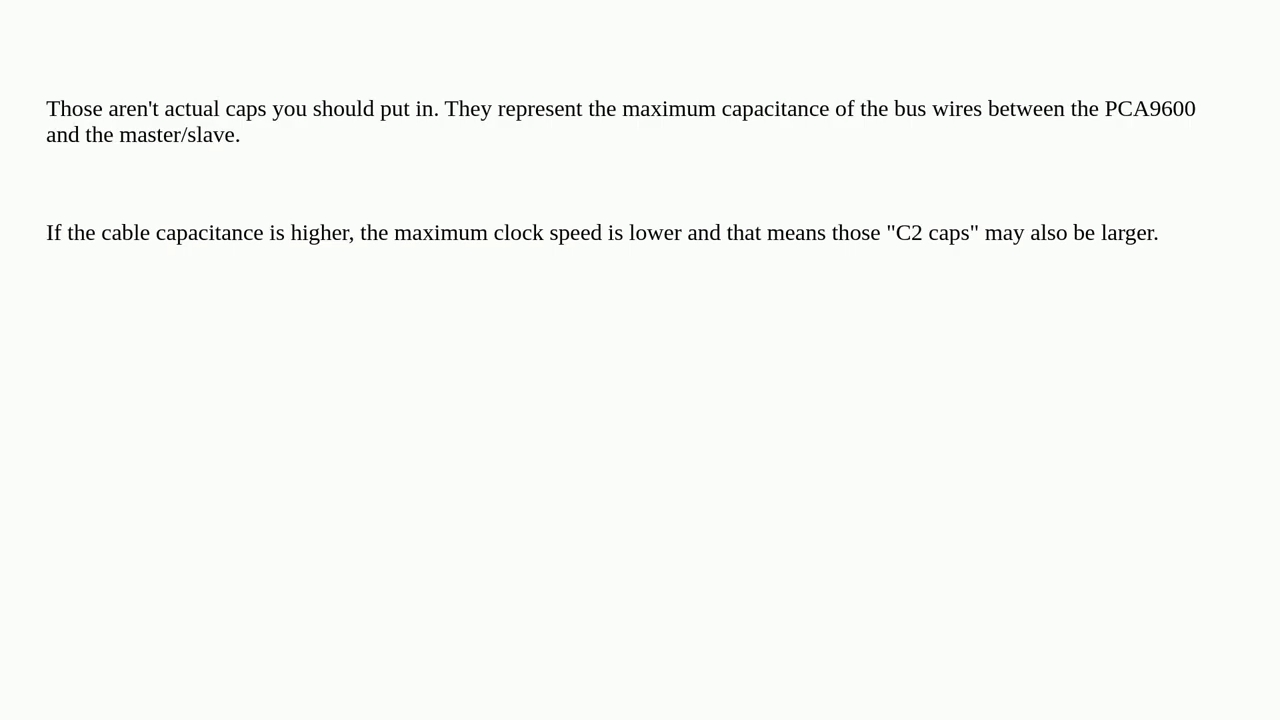 Those aren't actual caps you should put in. They represent the maximum capacitance of the bus wires between the PCA9600
and the master/slave.
If the cable capacitance is higher, the maximum clock speed is lower and that means those "C2 caps" may also be larger.